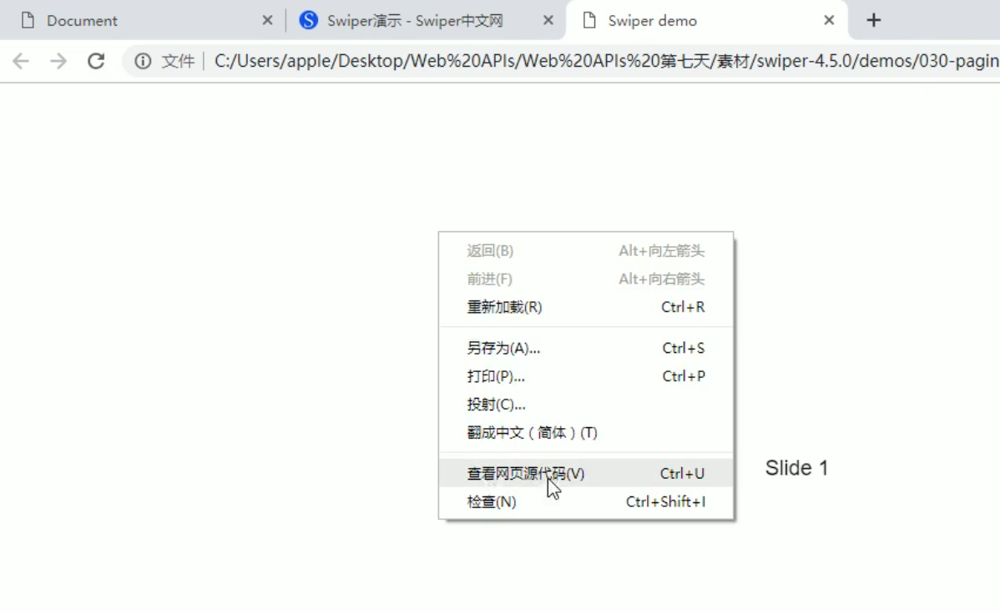 Document
Swiper演示 - Swiper中文网
Swiper demo
文件 C:/Users/apple/Desktop/Web%20APIs/Web%20APIs%20第七天/素材/swiper-4.5.0/demos/030-pagin
返回(B) Alt+向左箭头
前进(F) Alt+向右箭头
重新加载(R) Ctrl+R
另存为(A)... Ctrl+S
打印(P)... Ctrl+P
投射(C)...
翻成中文（简体）(T)
查看网页源代码(V) Ctrl+U
Slide 1
检查(N) Ctrl+Shift+I